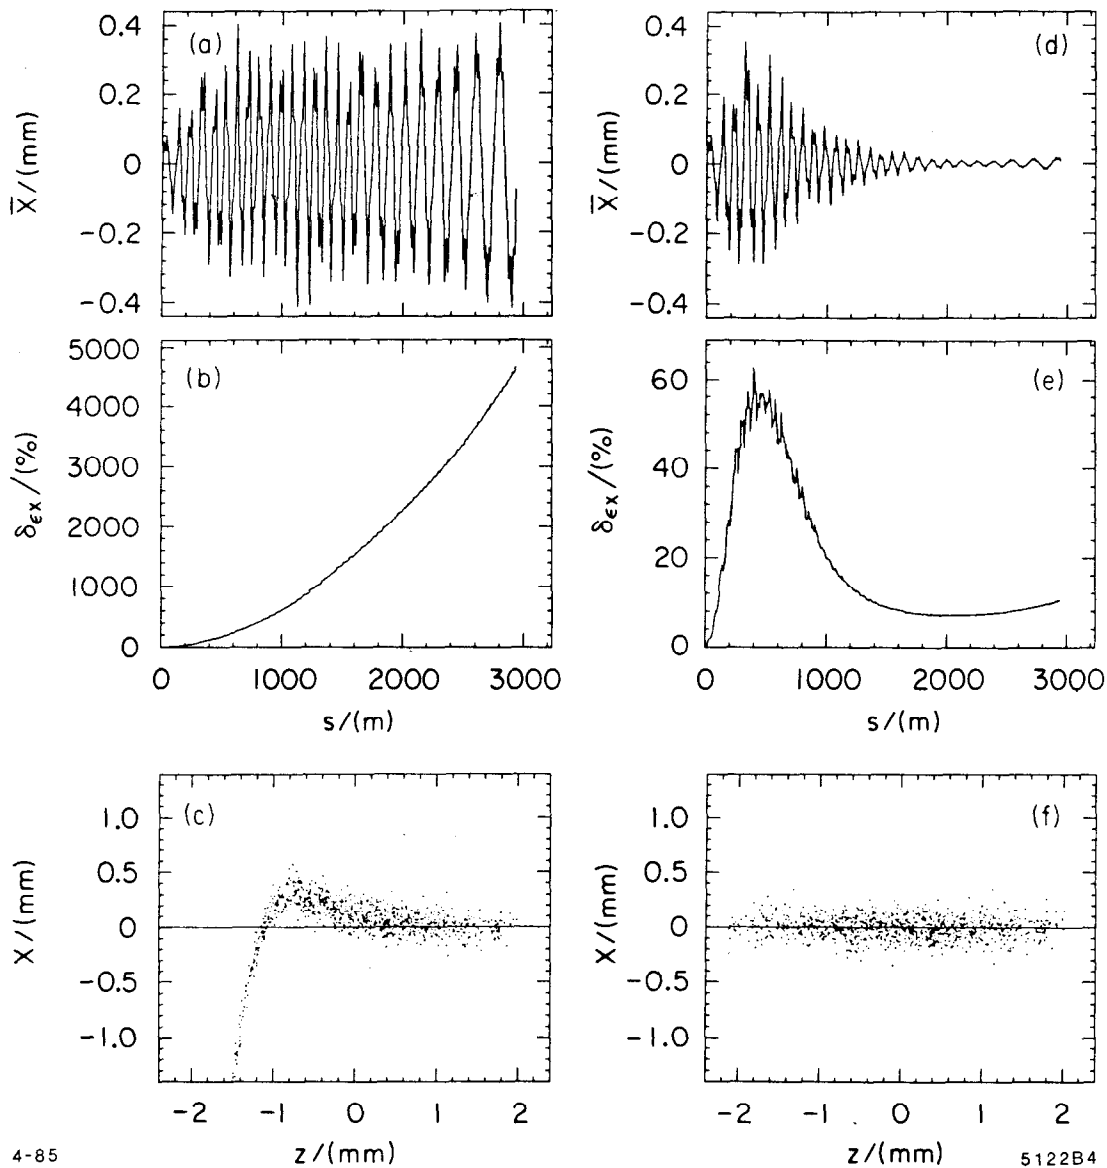 (a)
0.4
0.2
0
-0.2
-0.4
X̄/(mm)
(b)
5000
4000
3000
2000
1000
0
δϵx/(%)
0 1000 2000 3000
s/(m)
(c)
1.0
0.5
0
-0.5
-1.0
X/(mm)
-2 -1 0 1 2
z/(mm)
4-85
(d)
0.4
0.2
0
-0.2
-0.4
X̄/(mm)
(e)
60
40
20
0
δϵx/(%)
0 1000 2000 3000
s/(m)
(f)
1.0
0.5
0
-0.5
-1.0
X/(mm)
-2 -1 0 1 2
z/(mm)
5122B4